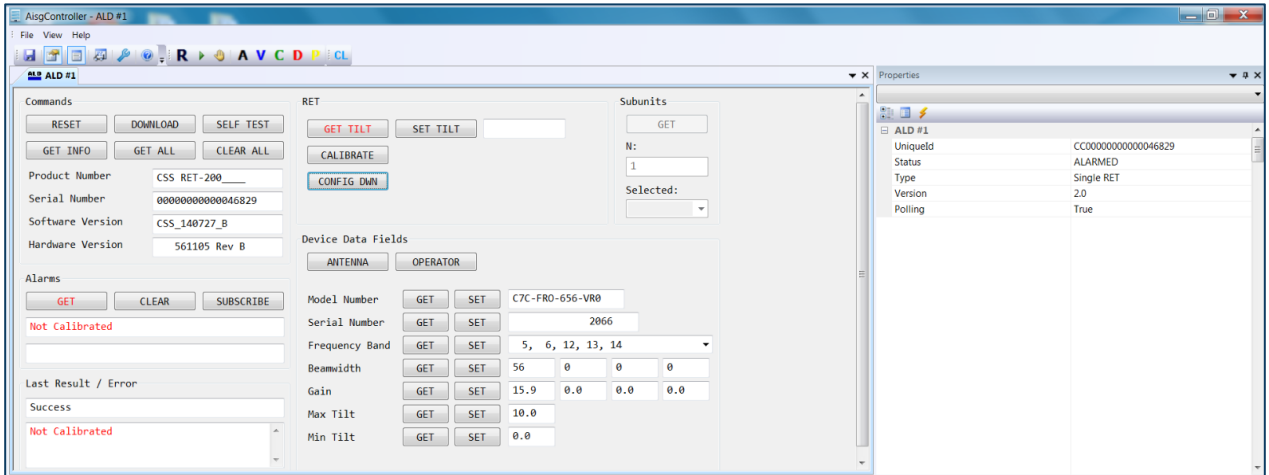 AisgController - ALD #1
File View Help
R A V C D P CL
ALD ALD #1
Commands
RESET DOWNLOAD SELF TEST
GET INFO GET ALL CLEAR ALL
Product Number CSS RET-200____
Serial Number 00000000000046829
Software Version CSS_140727_B
Hardware Version 561105 Rev B
Alarms
GET CLEAR SUBSCRIBE
Not Calibrated
Last Result / Error
Success
Not Calibrated
RET
GET TILT SET TILT
CALIBRATE
CONFIG DWN
Subunits
GET
N:
1
Selected:
Device Data Fields
ANTENNA OPERATOR
Model Number GET SET C7C-FRO-656-VR0
Serial Number GET SET 2066
Frequency Band GET SET 5, 6, 12, 13, 14
Beamwidth GET SET 56 0 0 0
Gain GET SET 15.9 0.0 0.0 0.0
Max Tilt GET SET 10.0
Min Tilt GET SET 0.0
Properties
ALD #1
UniqueId CC00000000000046829
Status ALARMED
Type Single RET
Version 2.0
Polling True